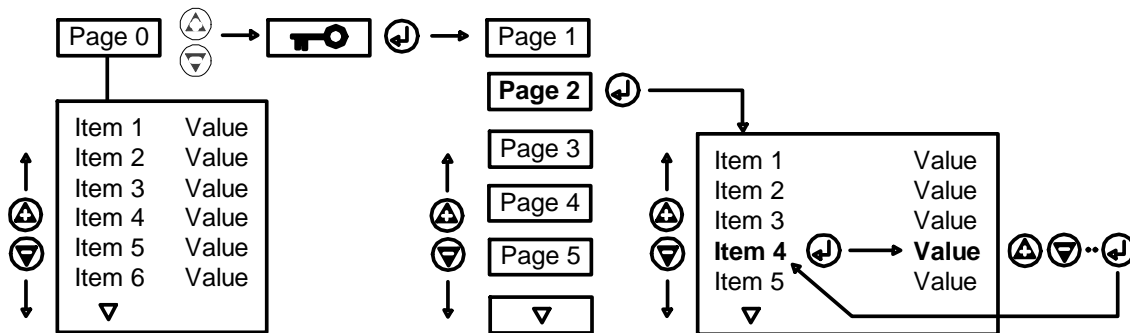 Page 0
Page 1
Page 2
Page 3
Page 4
Page 5
Item 1 Value
Item 2 Value
Item 3 Value
Item 4 Value
Item 5 Value
Item 6 Value
Item 1 Value
Item 2 Value
Item 3 Value
Item 4 Value
Item 5 Value